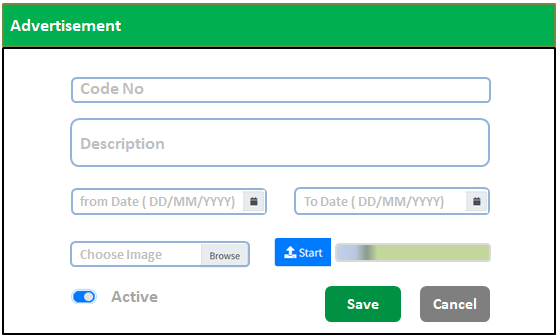 Advertisement
Code No
Description
from Date ( DD/MM/YYYY)
To Date ( DD/MM/YYYY)
Choose Image
Browse
Start
Active
Save
Cancel